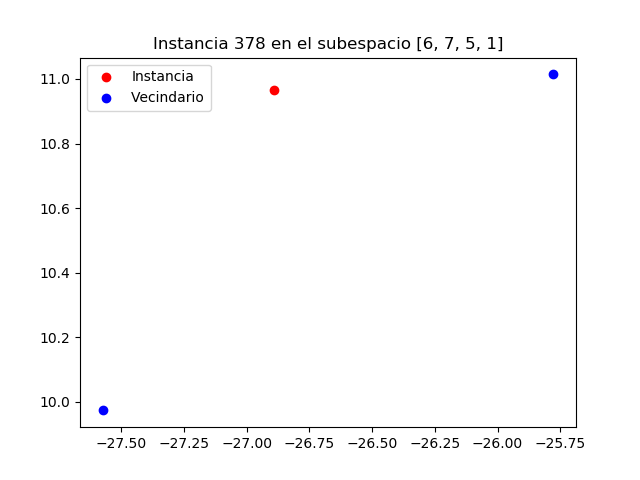 Instancia 378 en el subespacio [6, 7, 5, 1]
Instancia
Vecindario
11.0
10.8
10.6
10.4
10.2
10.0
−27.50 −27.25 −27.00 −26.75 −26.50 −26.25 −26.00 −25.75